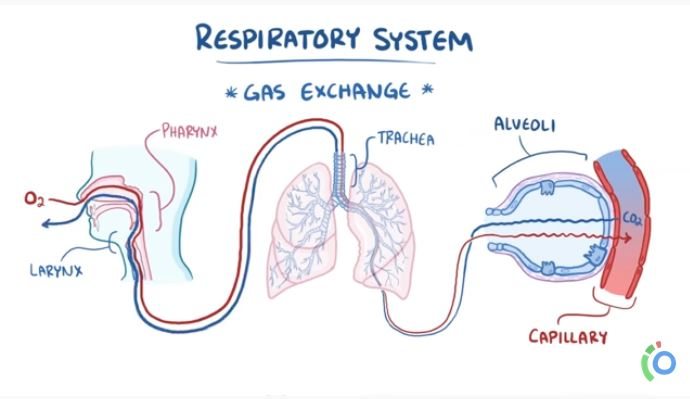 RESPIRATORY SYSTEM
* GAS EXCHANGE *
PHARYNX
TRACHEA
ALVEOLI
O2
CO2
LARYNX
CAPILLARY